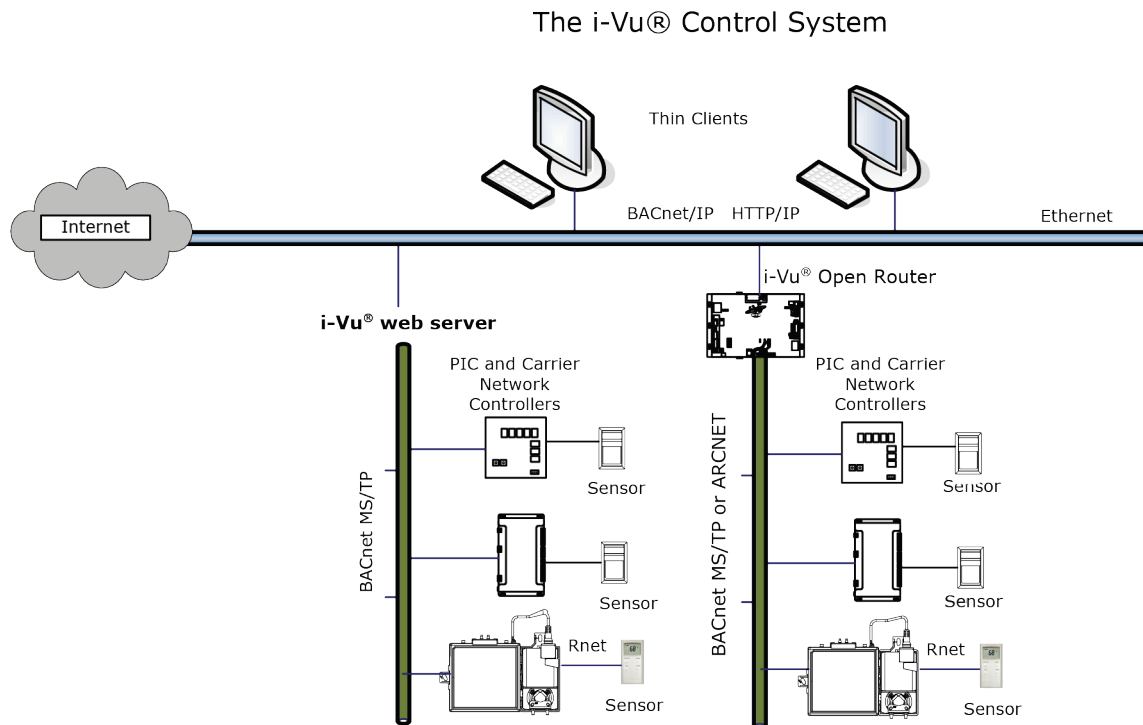 The i-Vu® Control System
Thin Clients
Internet
BACnet/IP
HTTP/IP
Ethernet
i-Vu® Open Router
i-Vu® web server
PIC and Carrier
Network
Controllers
PIC and Carrier
Network
Controllers
BACnet MS/TP
BACnet MS/TP or ARCNET
Sensor
Sensor
Sensor
Sensor
Rnet
68°
Sensor
Rnet
68°
Sensor